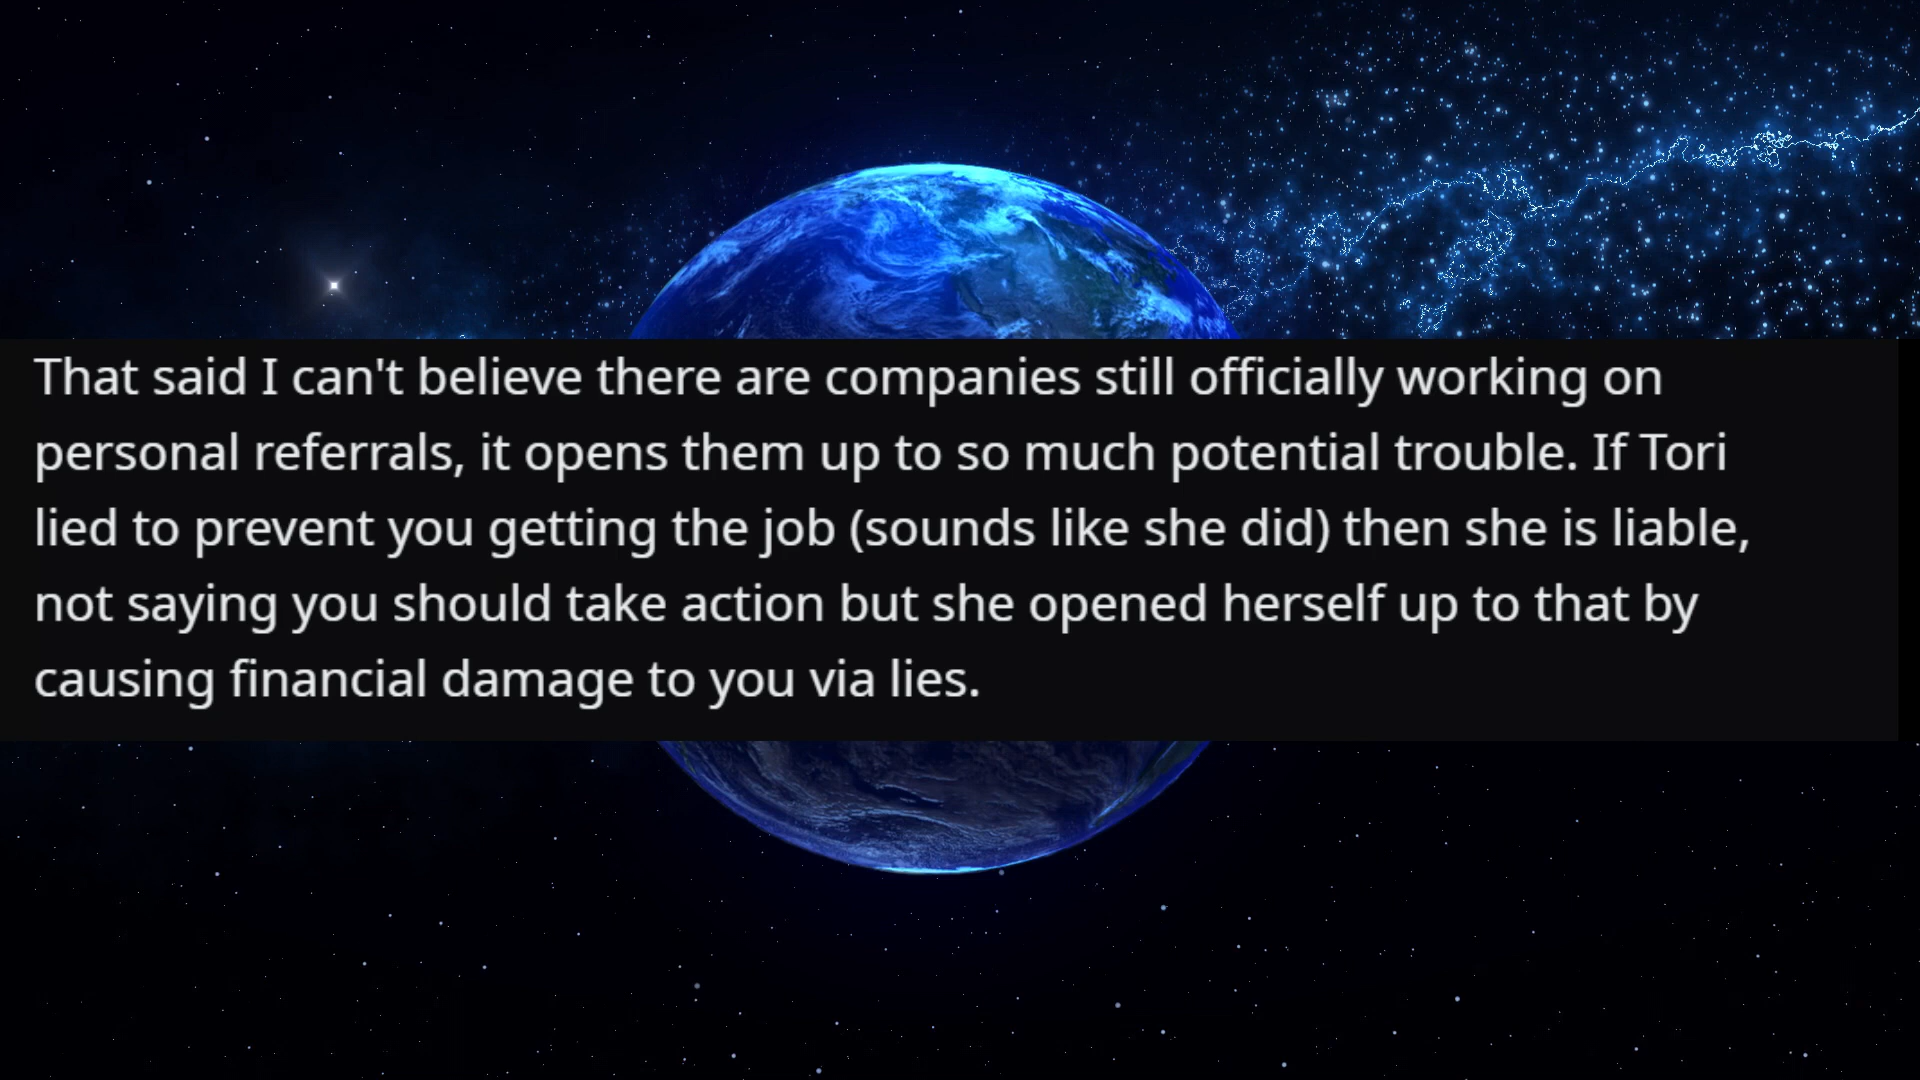 That said I can't believe there are companies still officially working on
personal referrals, it opens them up to so much potential trouble. If Tori
lied to prevent you getting the job (sounds like she did) then she is liable,
not saying you should take action but she opened herself up to that by
causing financial damage to you via lies.